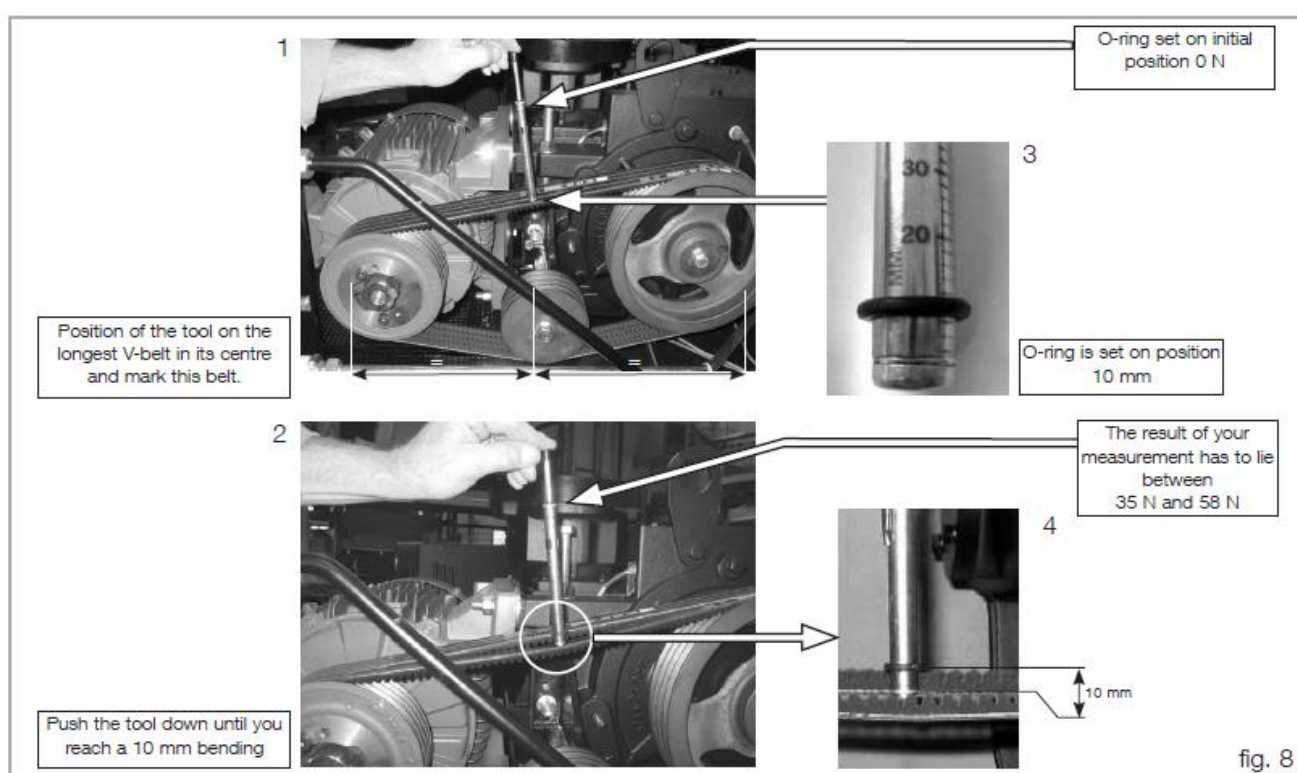 1
O-ring set on initial
position 0 N
3
30
20
MM
Position of the tool on the
longest V-belt in its centre
and mark this belt.
=
=
O-ring is set on position
10 mm
2
The result of your
measurement has to lie
between
35 N and 58 N
4
10 mm
Push the tool down until you
reach a 10 mm bending
fig. 8